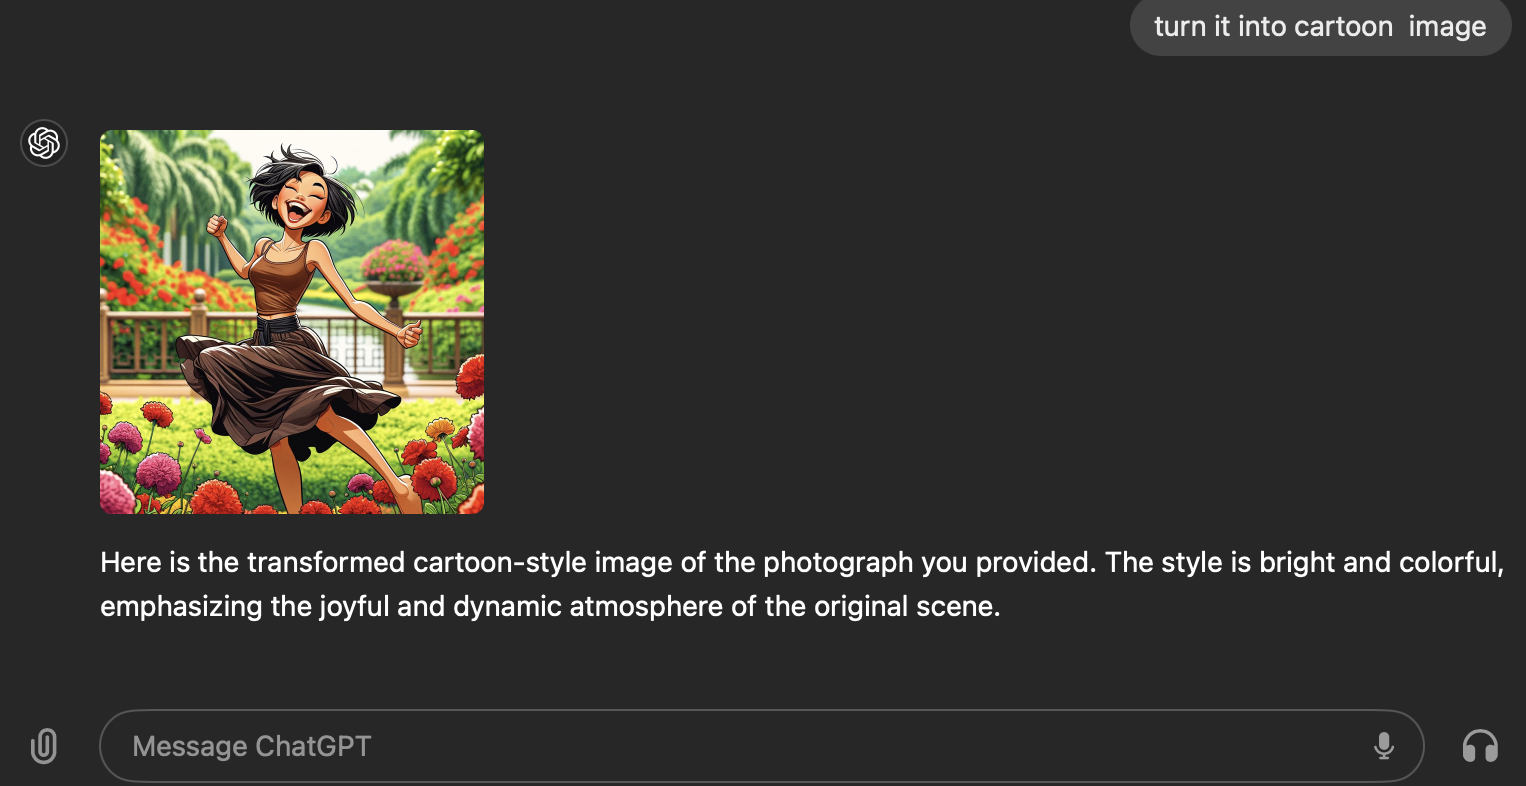 turn it into cartoon  image
Here is the transformed cartoon-style image of the photograph you provided. The style is bright and colorful,
emphasizing the joyful and dynamic atmosphere of the original scene.
Message ChatGPT